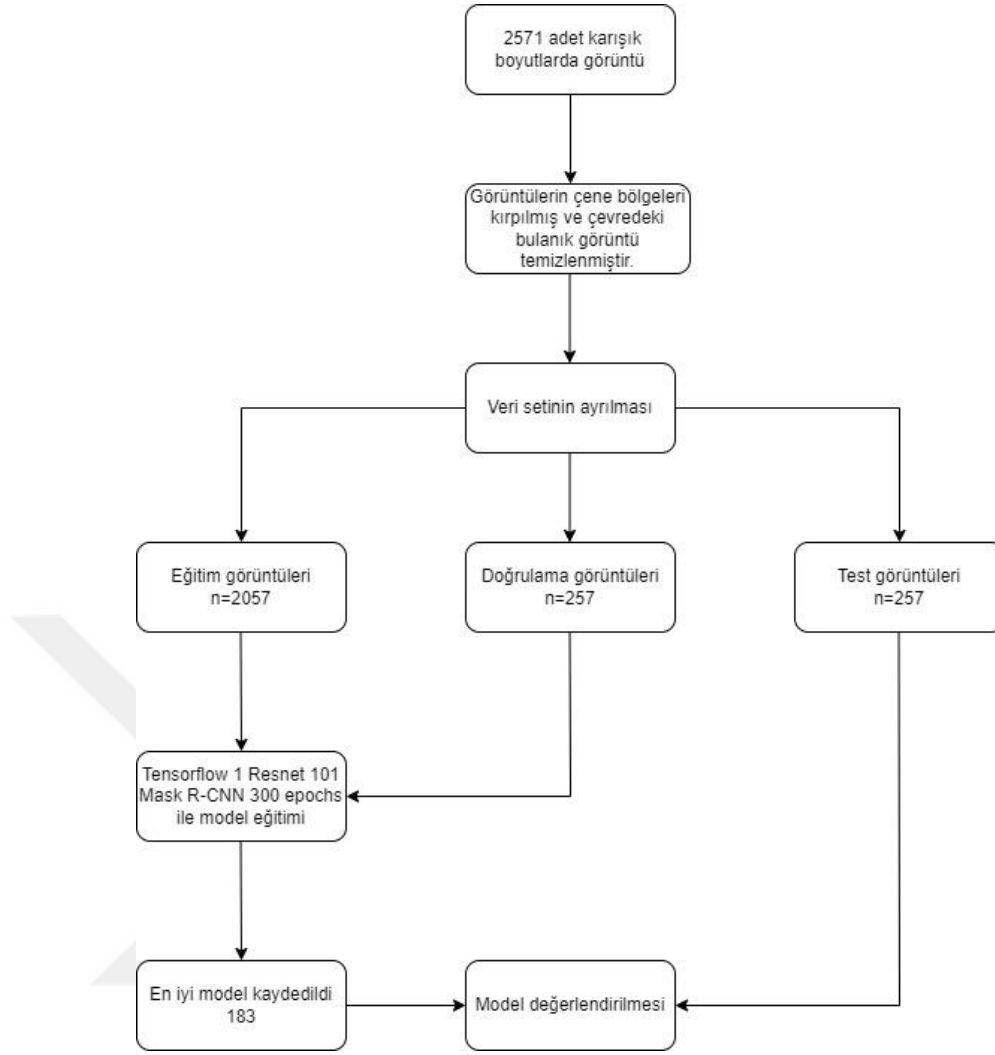 2571 adet karışık
boyutlarda görüntü
Görüntülerin çene bölgeleri
kırpılmış ve çevredeki
bulanık görüntü
temizlenmiştir.
Veri setinin ayrılması
Eğitim görüntüleri
n=2057
Doğrulama görüntüleri
n=257
Test görüntüleri
n=257
Tensorflow 1 Resnet 101
Mask R-CNN 300 epochs
ile model eğitimi
En iyi model kaydedildi
183
Model değerlendirilmesi